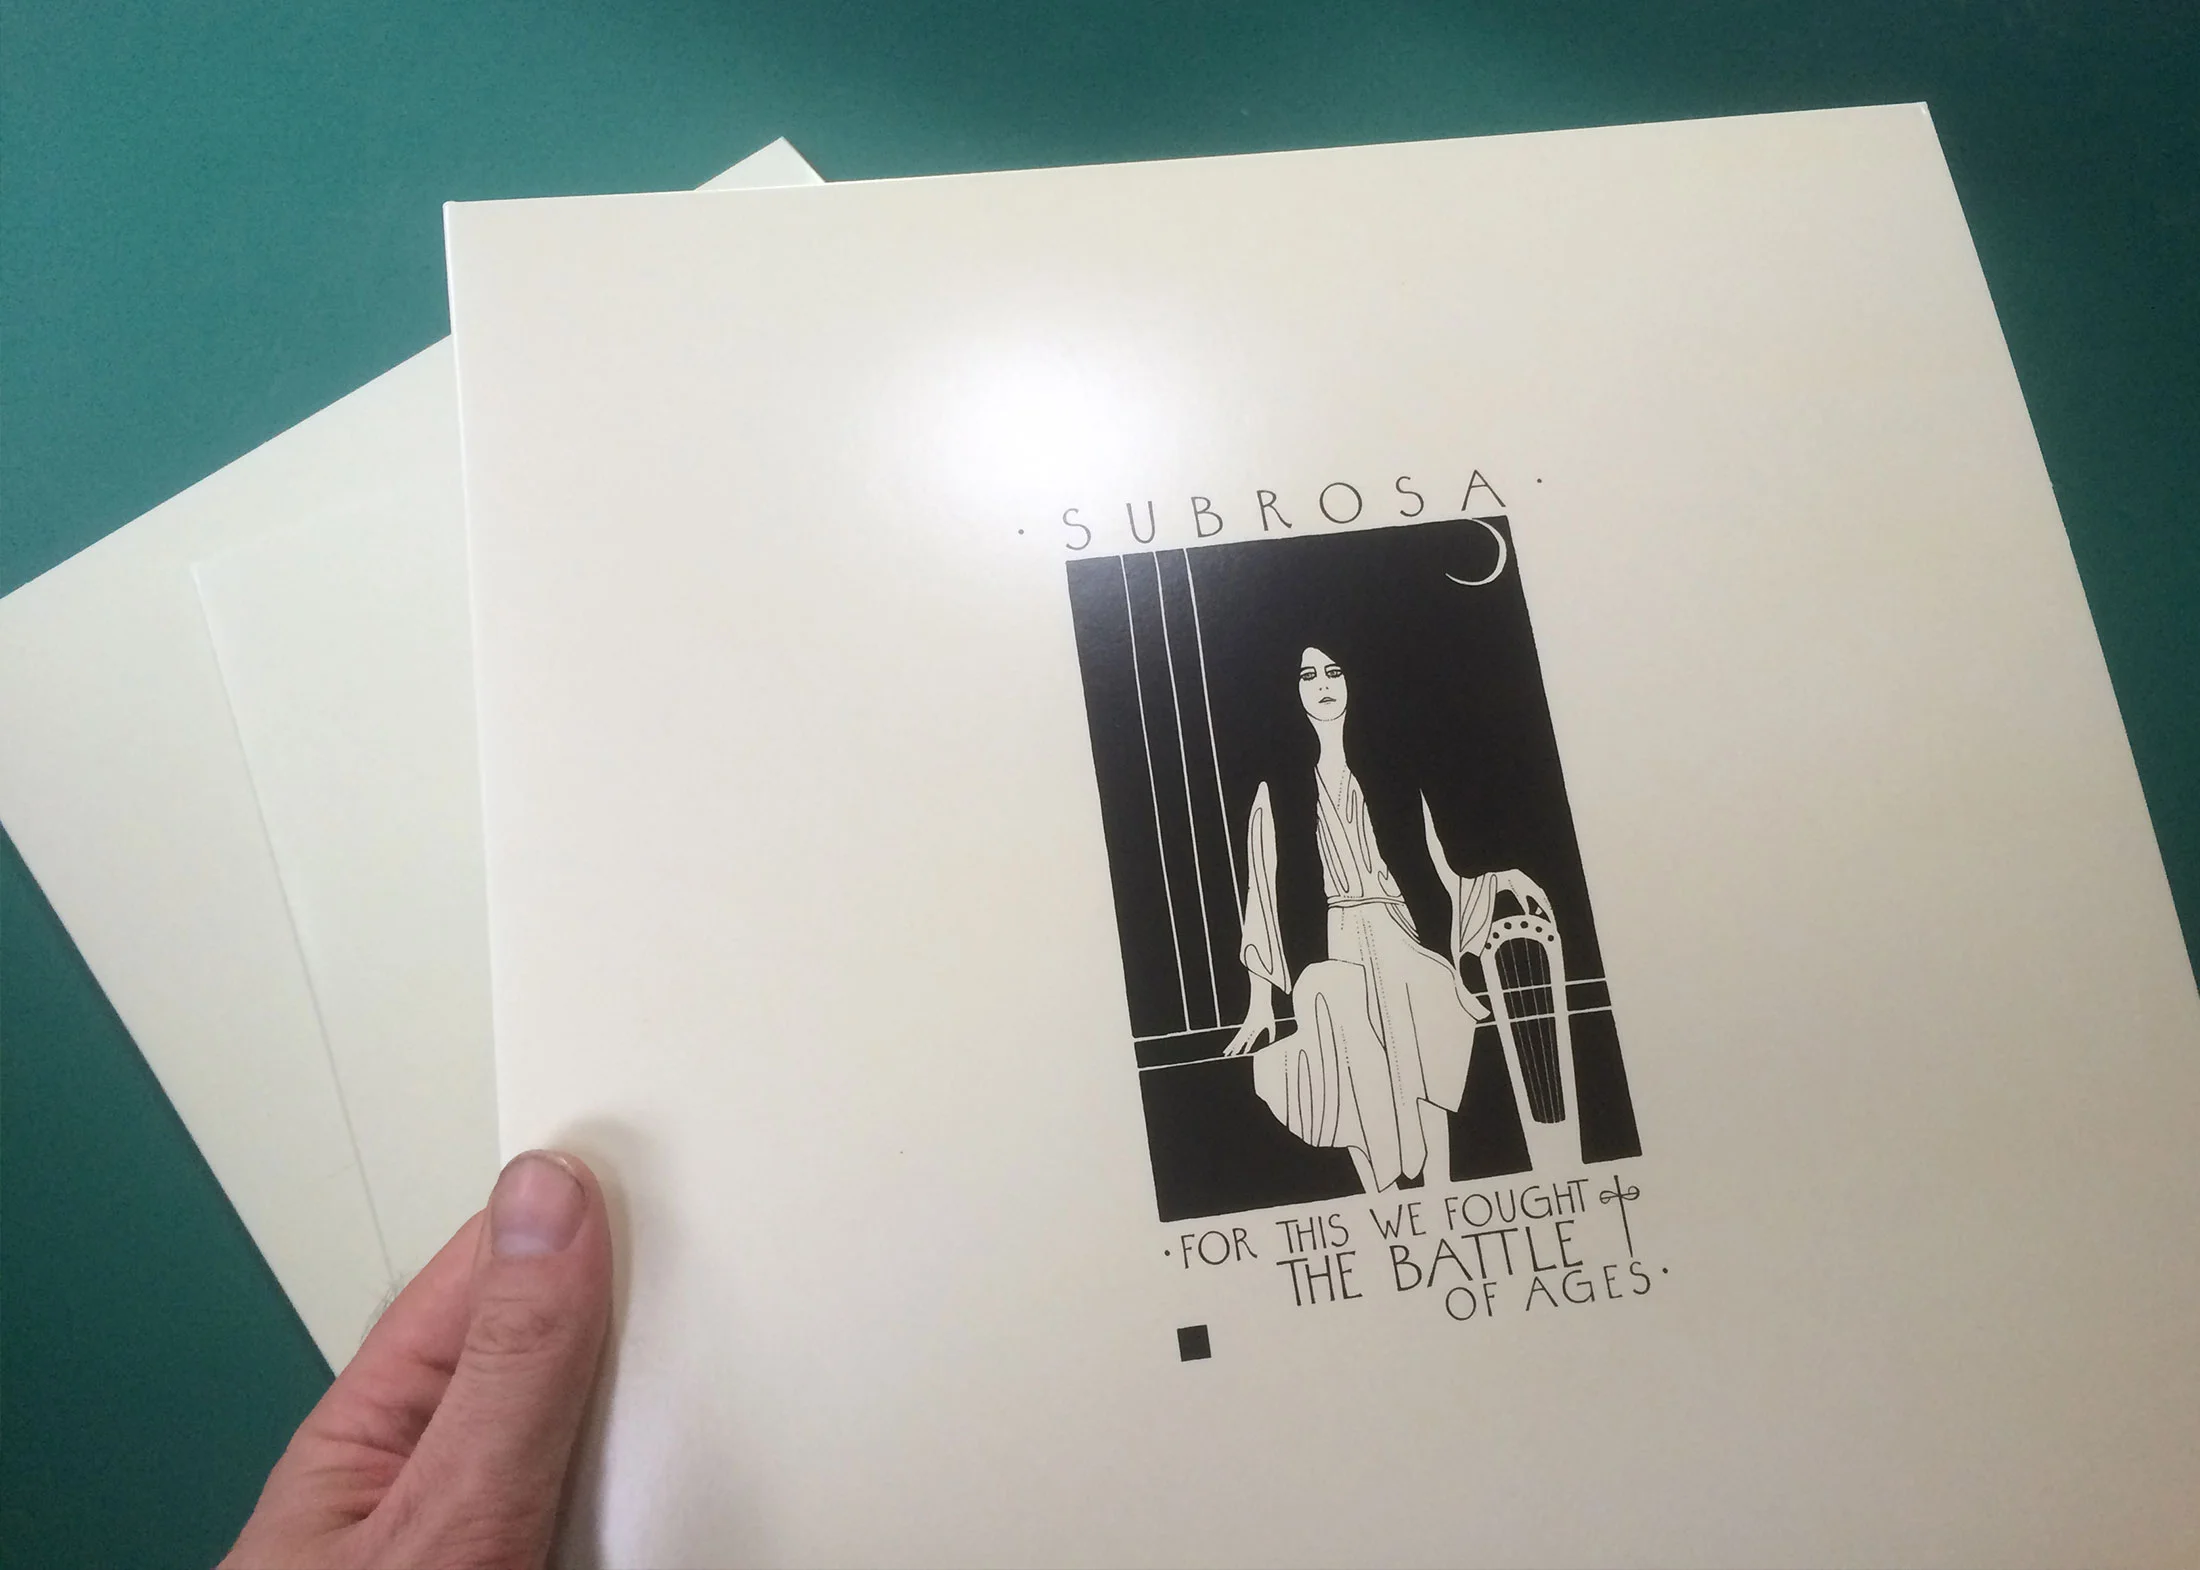 · SUBROSA ·
· FOR THIS WE FOUGHT
THE BATTLE
OF AGES ·